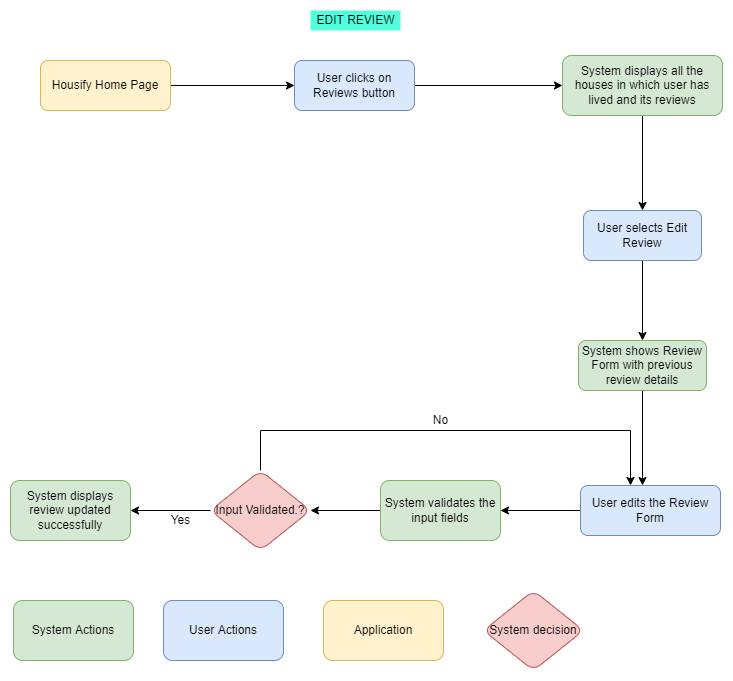 EDIT REVIEW
Housify Home Page
User clicks on
Reviews button
System displays all the
houses in which user has
lived and its reviews
User selects Edit
Review
System shows Review
Form with previous
review details
No
System displays
review updated
successfully
Yes
Input Validated.?
System validates the
input fields
User edits the Review
Form
System Actions
User Actions
Application
System decision